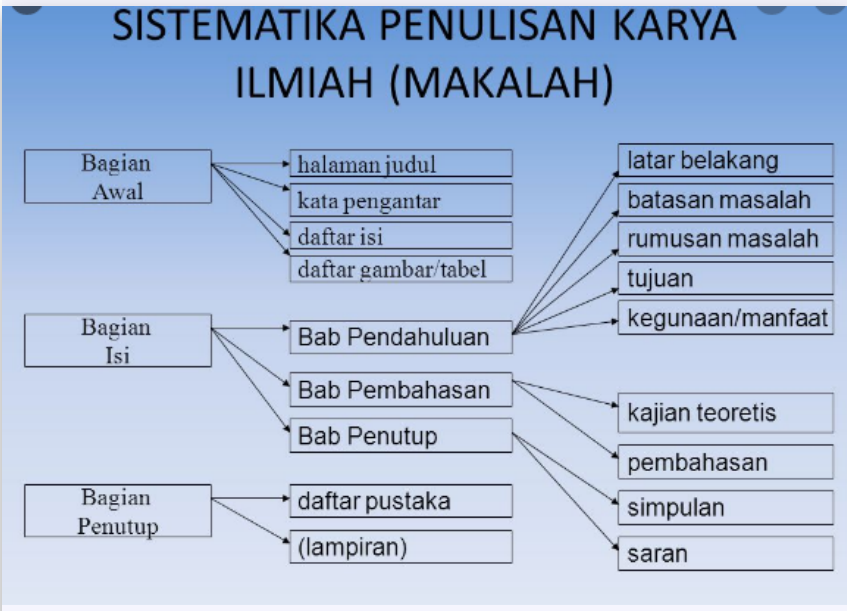 SISTEMATIKA PENULISAN KARYA
ILMIAH (MAKALAH)
Bagian
Awal
halaman judul
kata pengantar
daftar isi
daftar gambar/tabel
Bagian
Isi
Bab Pendahuluan
latar belakang
batasan masalah
rumusan masalah
tujuan
kegunaan/manfaat
Bab Pembahasan
kajian teoretis
pembahasan
Bab Penutup
simpulan
saran
Bagian
Penutup
daftar pustaka
(lampiran)